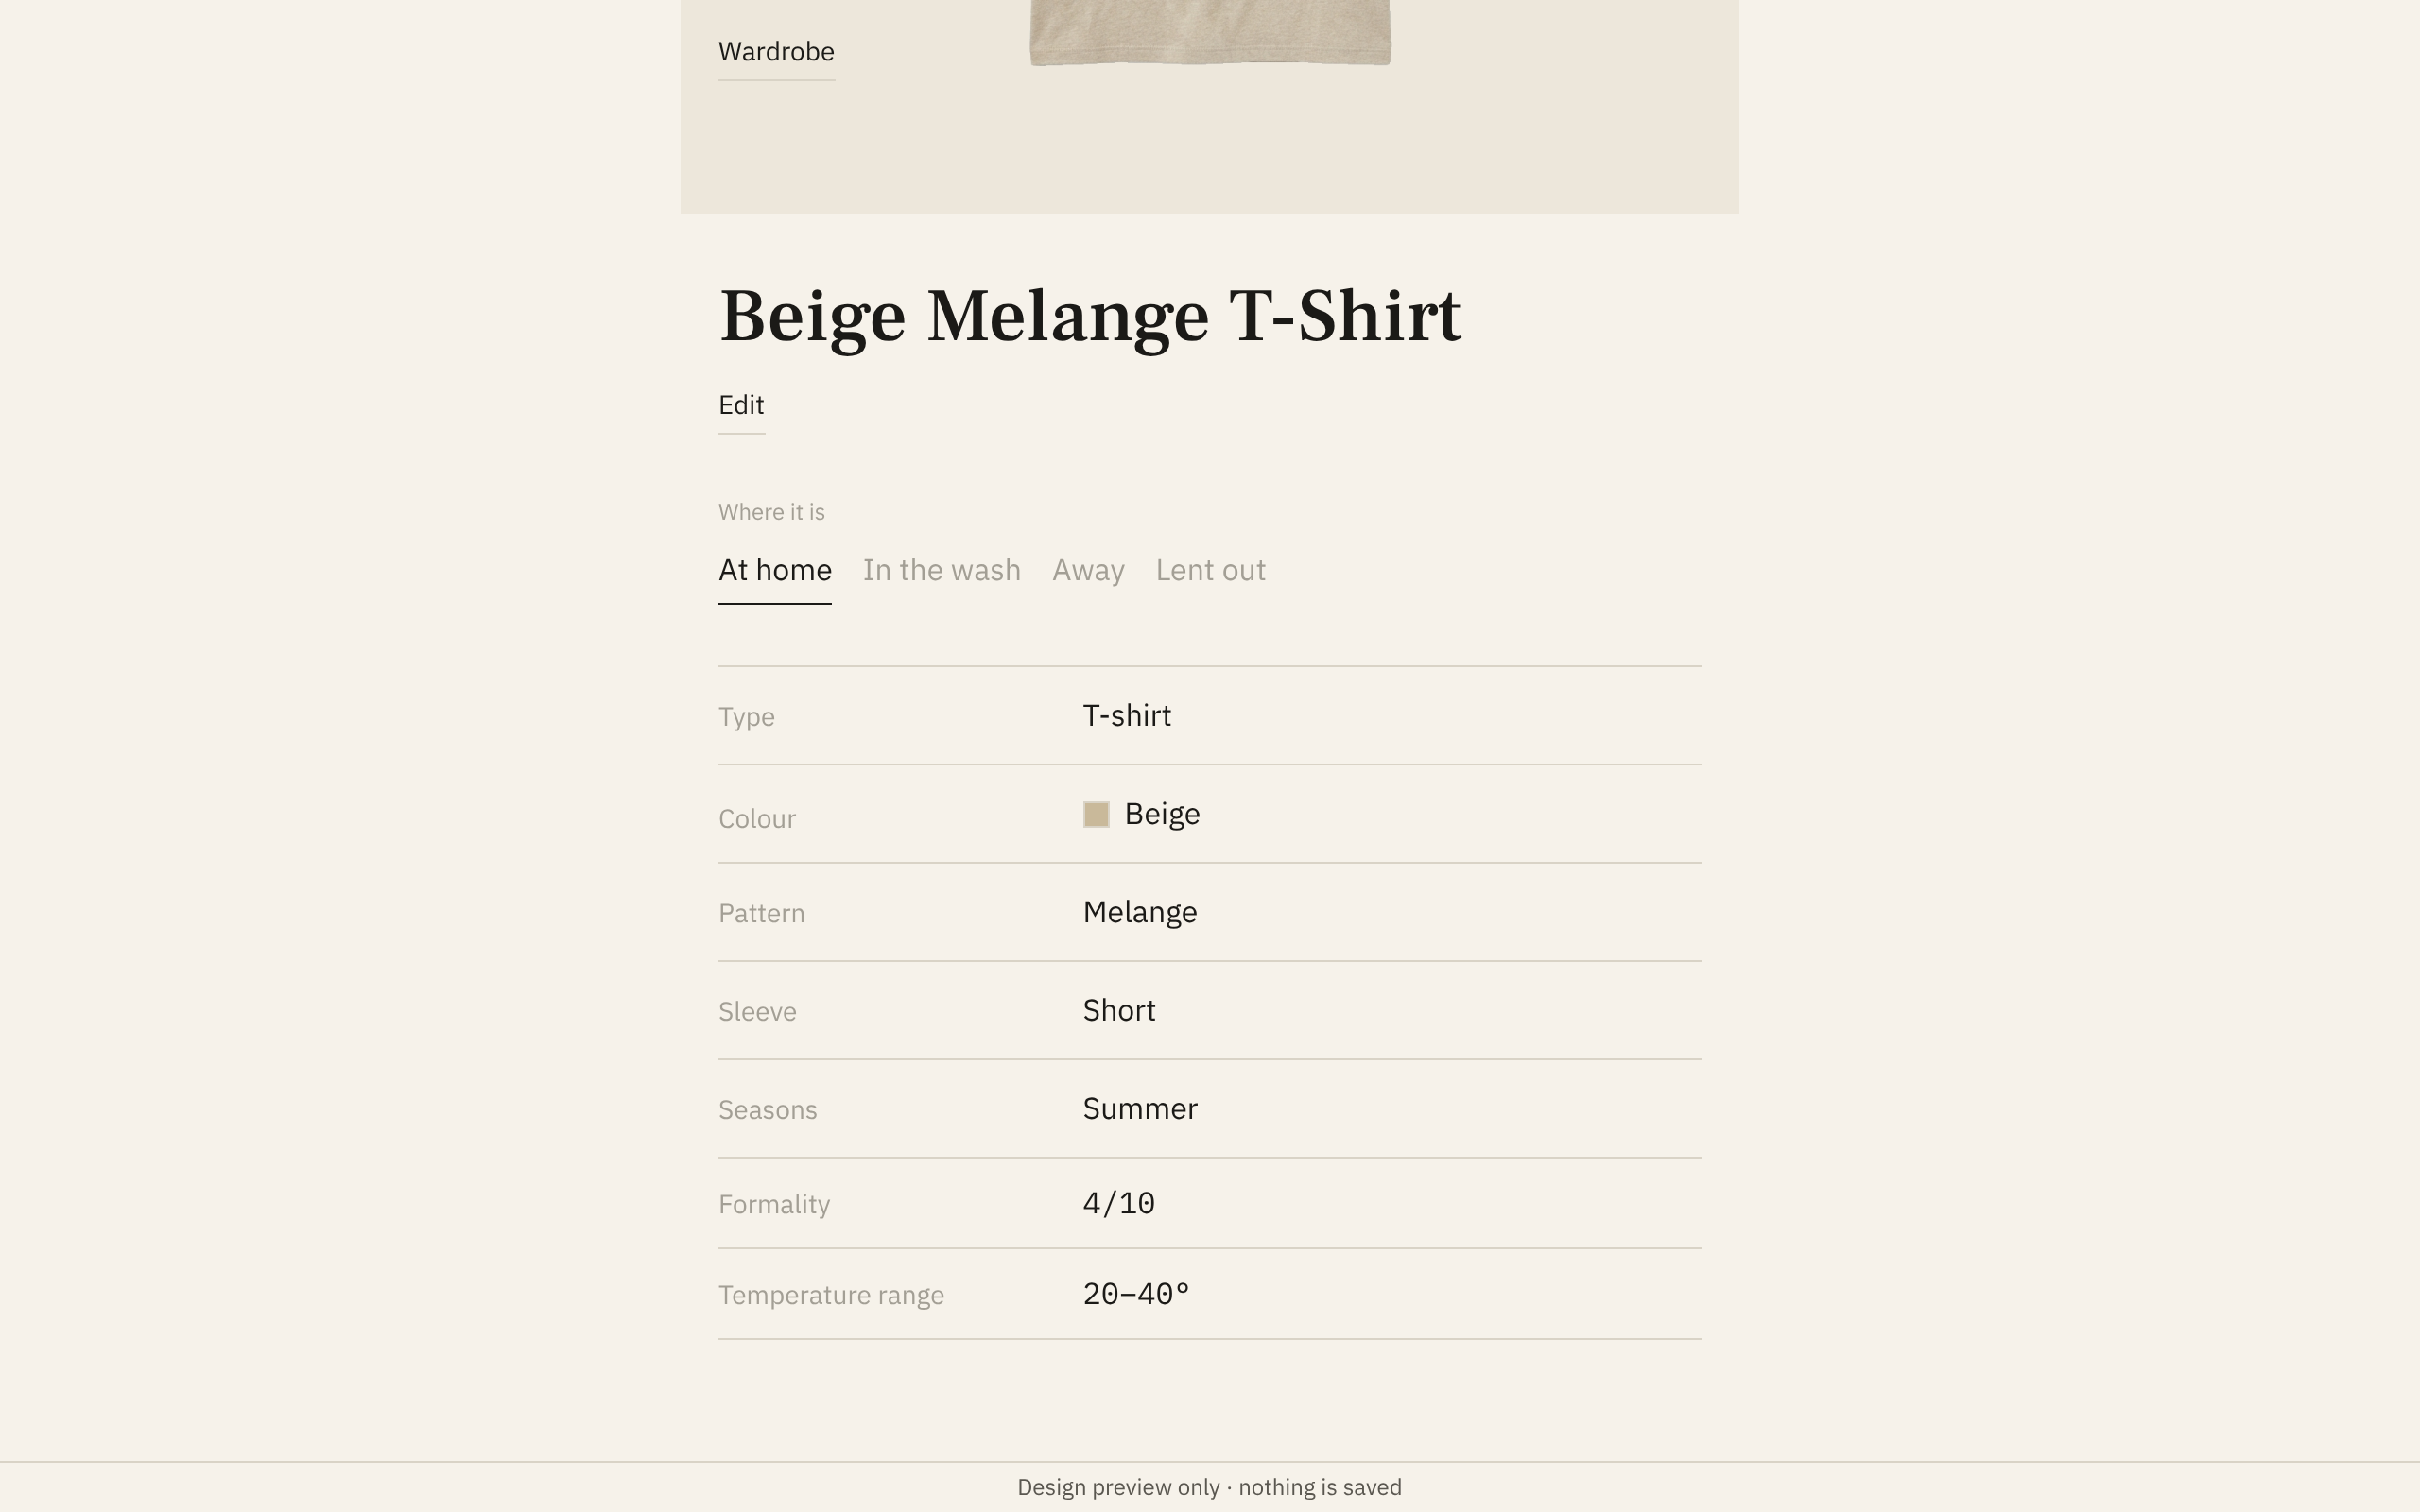 Wardrobe
Beige Melange T-Shirt
Edit
Where it is
At home In the wash Away Lent out
Type T-shirt
Colour Beige
Pattern Melange
Sleeve Short
Seasons Summer
Formality 4/10
Temperature range 20–40°
Design preview only · nothing is saved